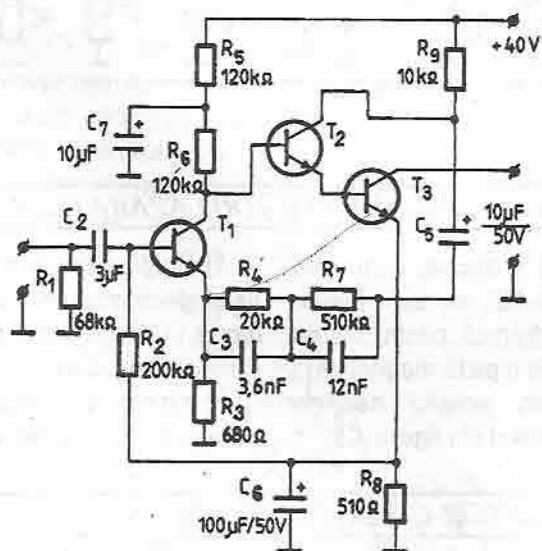 R5
120kΩ
R9
10kΩ
+40V
C7
+
10µF
R6
120kΩ
T2
T3
C2
3µF
T1
C5
+
10µF
50V
R1
68kΩ
R4
20kΩ
R7
510kΩ
R2
200kΩ
C3
3,6nF
C4
12nF
R3
680Ω
C6
+
100µF/50V
R8
510Ω